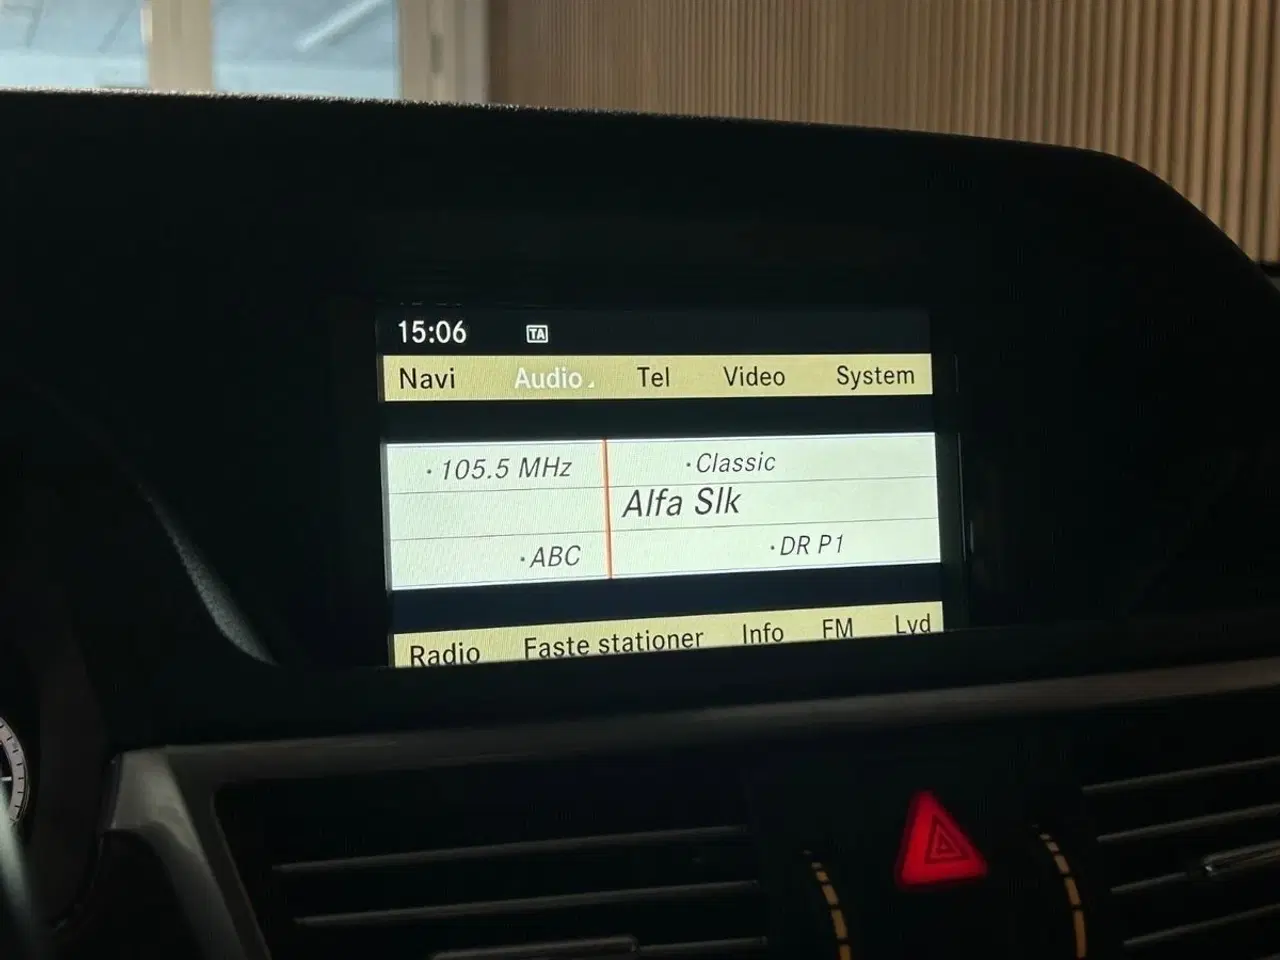 15:06 TA
Navi Audio Tel Video System
·105.5 MHz ·Classic
Alfa Slk
·ABC ·DR P1
Radio Faste stationer Info FM Lyd